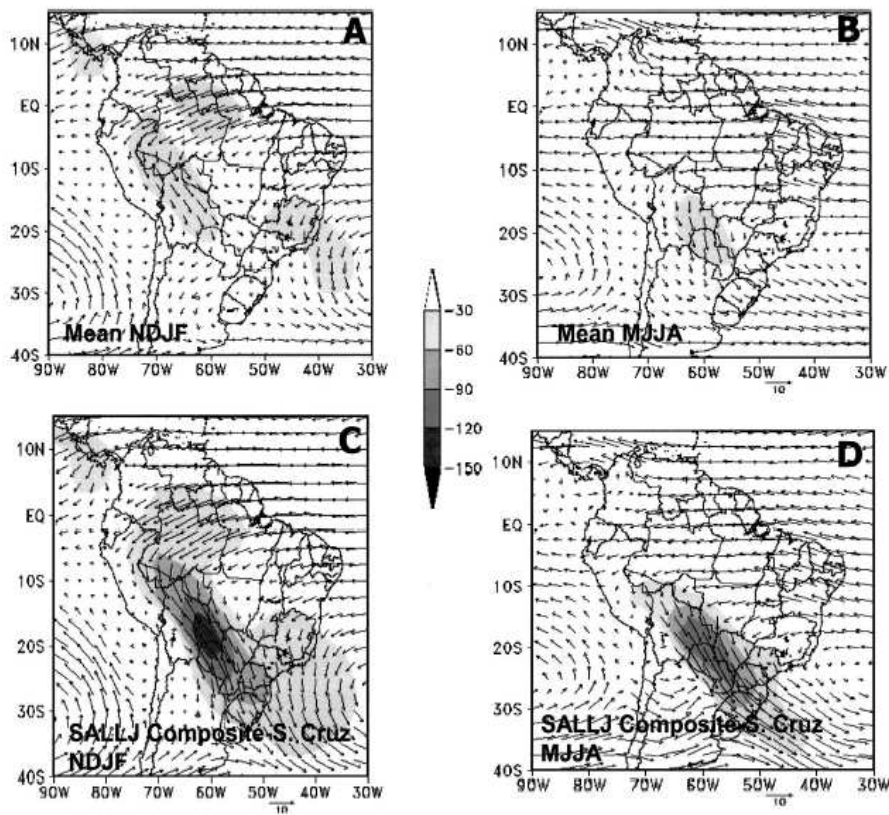 A
10N
EQ
10S
20S
30S
40S
Mean NDJF
90W 80W 70W 60W 50W 40W 30W
B
10N
EQ
10S
20S
30S
40S
Mean MJJA
90W 80W 70W 60W 50W 40W 30W
10
-30
-60
-90
-120
-150
C
10N
EQ
10S
20S
30S
40S
SALLJ Composite-S. Cruz
NDJF
90W 80W 70W 60W 50W 40W 30W
10
D
10N
EQ
10S
20S
30S
40S
SALLJ Composite-S. Cruz
MJJA
90W 80W 70W 60W 50W 40W 30W
10